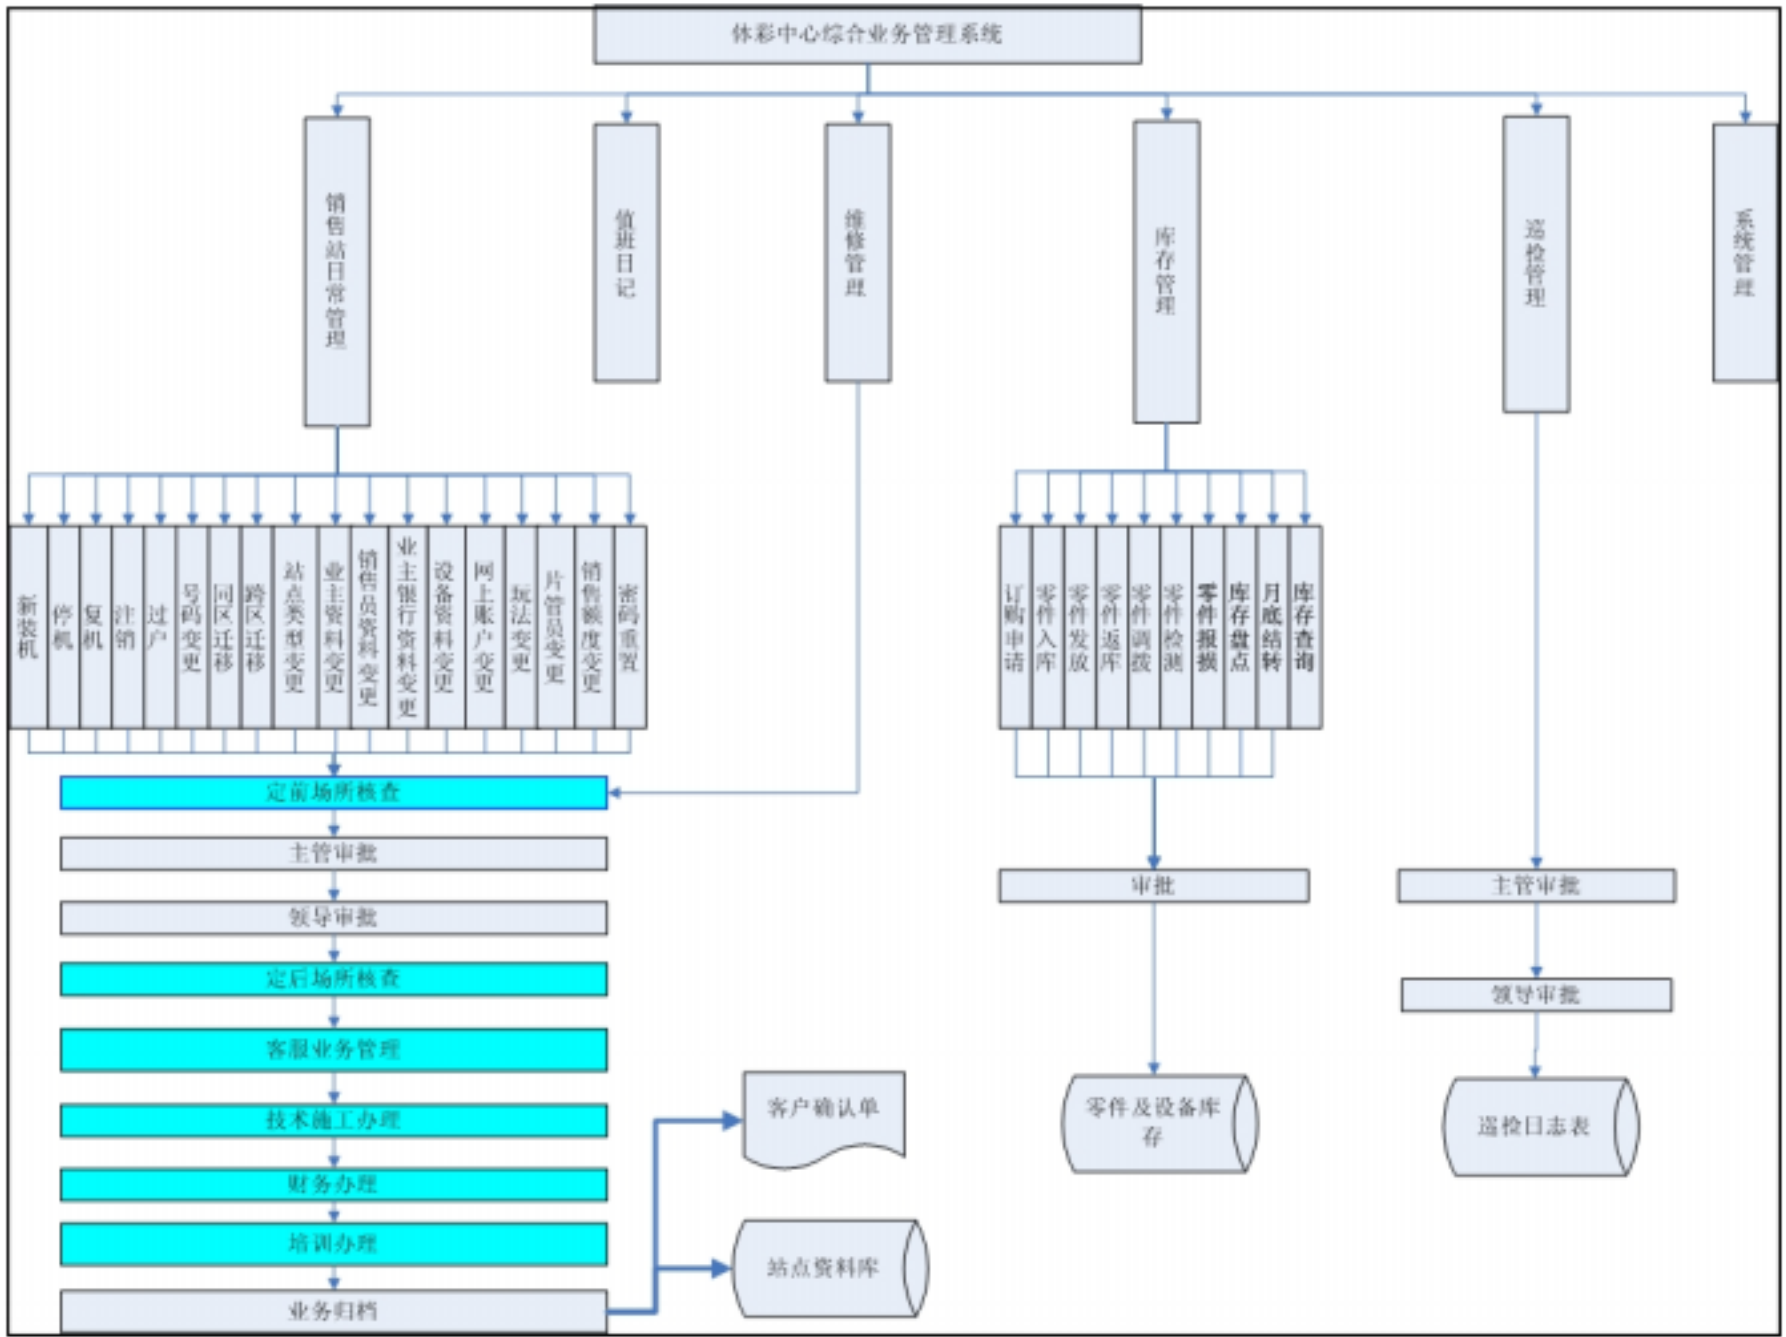 体彩中心综合业务管理系统
销售站日常管理
值班日记
维修管理
库存管理
巡检管理
系统管理
新装机
停机
复机
注销
过户
号码变更
同区迁移
跨区迁移
站点类型变更
业主资料变更
销售员资料变更
业主银行资料变更
设备资料变更
网上账户变更
玩法变更
片管员变更
销售额度变更
密码重置
订购申请
零件入库
零件发放
零件返库
零件调拨
零件检测
零件报损
库存盘点
月底结转
库存查询
定前场所核查
主管审批
领导审批
定后场所核查
客服业务管理
技术施工办理
财务办理
培训办理
业务归档
客户确认单
站点资料库
审批
零件及设备库
存
主管审批
领导审批
巡检日志表